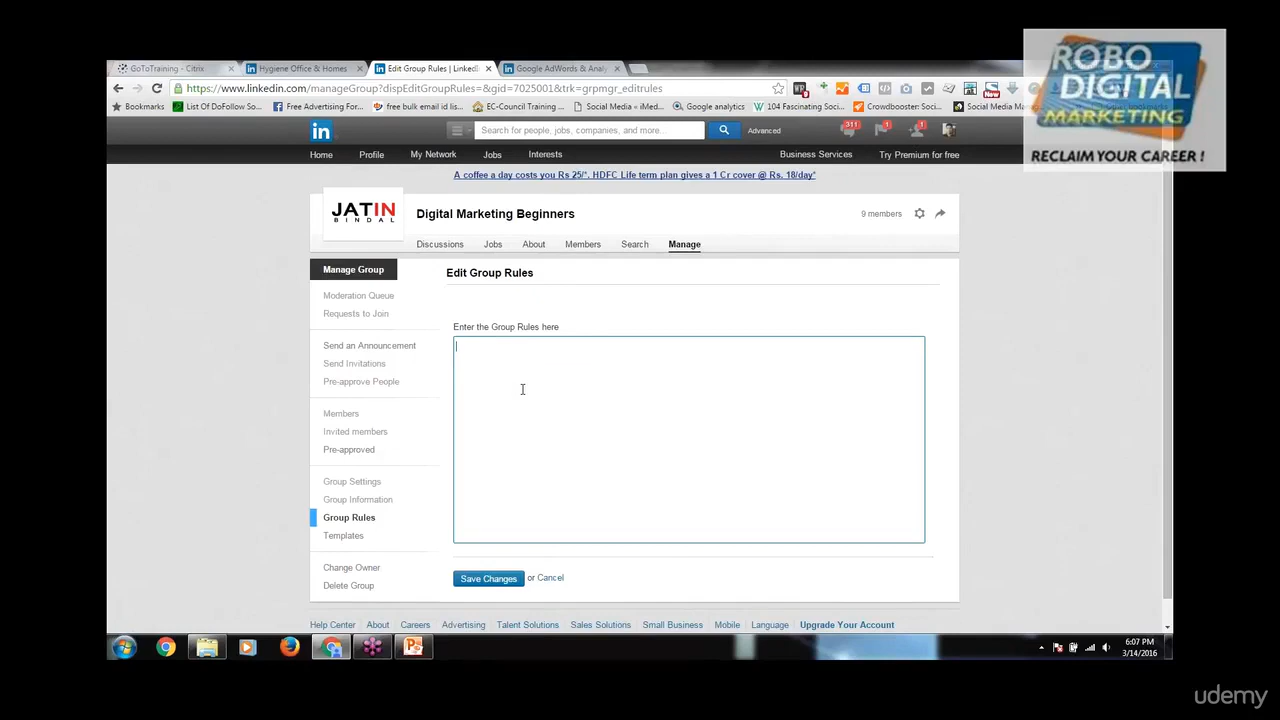 GoToTraining - Citrix
Hygiene Office & Homes
Edit Group Rules | LinkedI
Google AdWords & Analy
https://www.linkedin.com/manageGroup?dispEditGroupRules=&gid=7025001&trk=grpmgr_editrules
Bookmarks
List Of DoFollow So
Free Advertising For
free bulk email id lis
EC-Council Training
Social Media - iMed
Google analytics
104 Fascinating Soci
Crowdbooster: Social
Social Media Ma
ROBO
DIGITAL
MARKETING
RECLAIM YOUR CAREER !
in
Search for people, jobs, companies, and more...
Advanced
311
1
1
Home
Profile
My Network
Jobs
Interests
Business Services
Try Premium for free
A coffee a day costs you Rs 25/*. HDFC Life term plan gives a 1 Cr cover @ Rs. 18/day*
JATIN
BINDAL
Digital Marketing Beginners
9 members
Discussions
Jobs
About
Members
Search
Manage
Manage Group
Moderation Queue
Requests to Join
Send an Announcement
Send Invitations
Pre-approve People
Members
Invited members
Pre-approved
Group Settings
Group Information
Group Rules
Templates
Change Owner
Delete Group
Edit Group Rules
Enter the Group Rules here
Save Changes or Cancel
Help Center
About
Careers
Advertising
Talent Solutions
Sales Solutions
Small Business
Mobile
Language
Upgrade Your Account
6:07 PM
3/14/2016
udemy